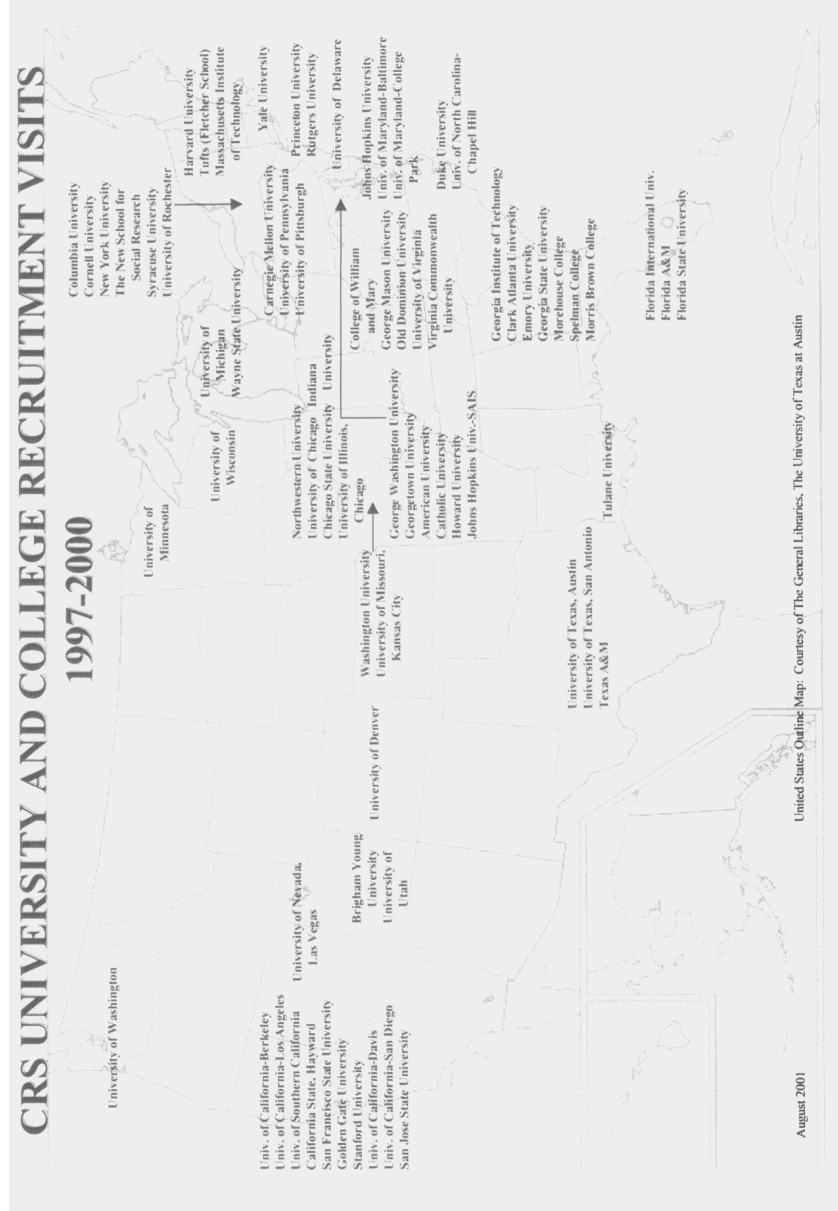 CRS UNIVERSITY AND COLLEGE RECRUITMENT VISITS
1997-2000
University of Washington
Univ. of California-Berkeley
Univ. of California-Los Angeles
Univ. of Southern California
California State, Hayward
San Francisco State University
Golden Gate University
Stanford University
Univ. of California-Davis
Univ. of California-San Diego
San Jose State University
University of Nevada,
Las Vegas
Brigham Young
University
University of
Utah
University of Denver
University of
Minnesota
University of
Wisconsin
University of
Michigan
Wayne State University
Northwestern University
University of Chicago
Chicago State University
University of Illinois,
Chicago
Indiana
University
Washington University
University of Missouri,
Kansas City
University of Texas, Austin
University of Texas, San Antonio
Texas A&M
Tulane University
Columbia University
Cornell University
New York University
The New School for
Social Research
Syracuse University
University of Rochester
Harvard University
Tufts (Fletcher School)
Massachusetts Institute
of Technology
Yale University
Princeton University
Rutgers University
Carnegie Mellon University
University of Pennsylvania
University of Pittsburgh
University of Delaware
Johns Hopkins University
Univ. of Maryland-Baltimore
Univ. of Maryland-College
Park
College of William
and Mary
George Mason University
Old Dominion University
University of Virginia
Virginia Commonwealth
University
George Washington University
Georgetown University
American University
Catholic University
Howard University
Johns Hopkins Univ.-SAIS
Duke University
Univ. of North Carolina-
Chapel Hill
Georgia Institute of Technology
Clark Atlanta University
Emory University
Georgia State University
Morehouse College
Spelman College
Morris Brown College
Florida International Univ.
Florida A&M
Florida State University
August 2001
United States Outline Map: Courtesy of The General Libraries, The University of Texas at Austin